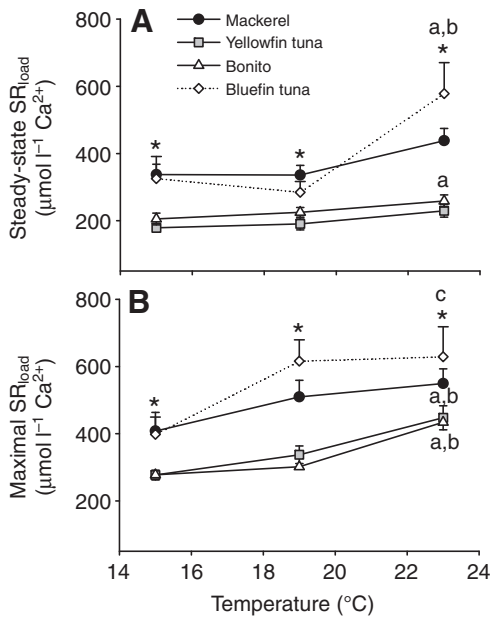 A
800
600
400
200
Steady-state SRload
(μmol l–1 Ca2+)
Mackerel
Yellowfin tuna
Bonito
Bluefin tuna
*
*
a,b
*
a
B
800
600
400
200
Maximal SRload
(μmol l–1 Ca2+)
*
*
c
*
a,b
a,b
14 16 18 20 22 24
Temperature (°C)